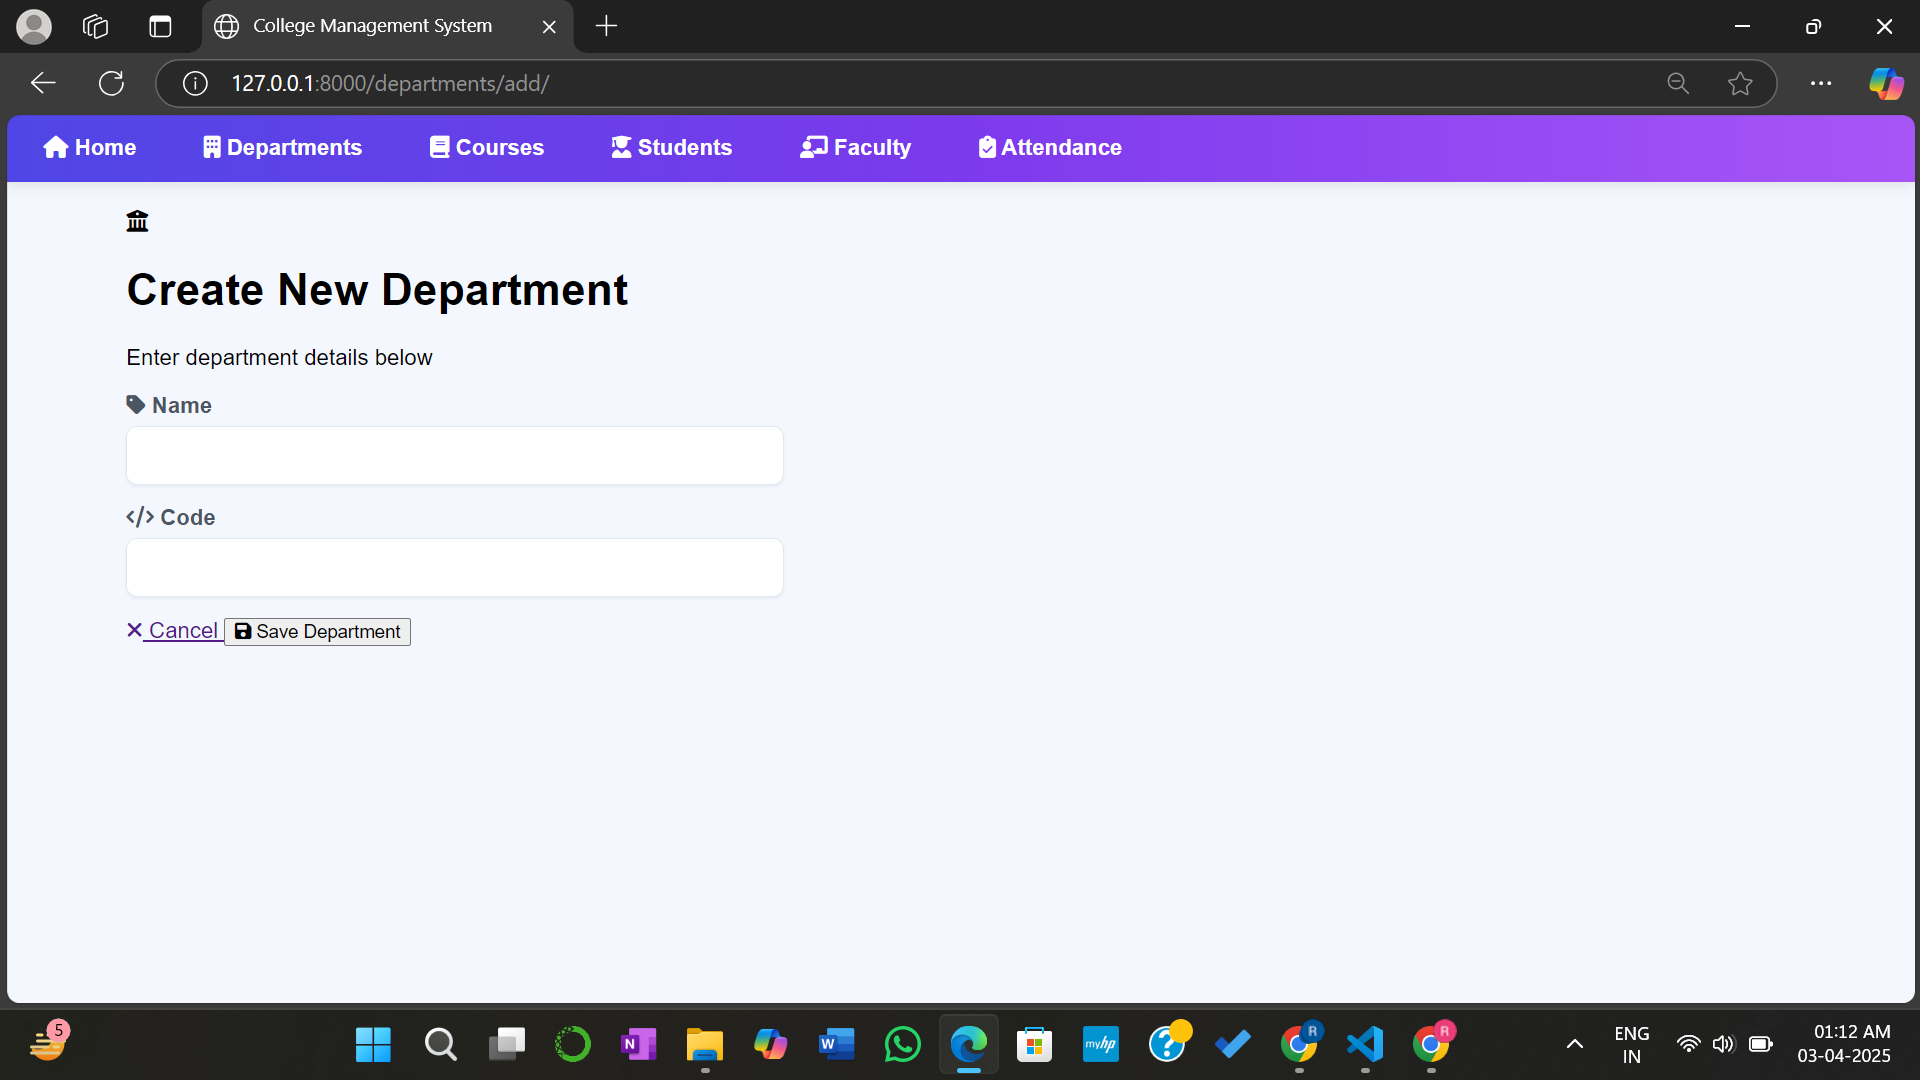 College Management System
127.0.0.1:8000/departments/add/
Home Departments Courses Students Faculty Attendance
Create New Department
Enter department details below
Name
</> Code
Cancel Save Department
5
N
W
myhp
?
R
R
ENG
IN
01:12 AM
03-04-2025